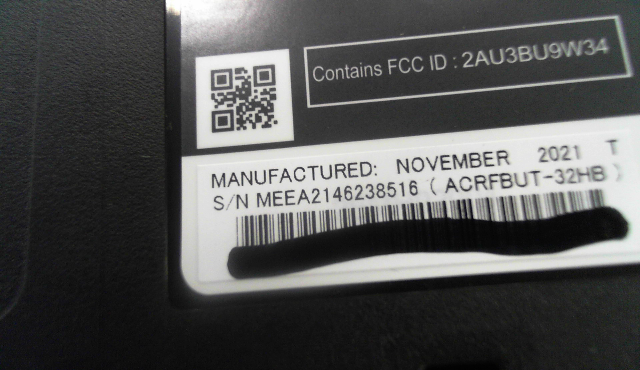 Contains FCC ID : 2AU3BU9W34
MANUFACTURED: NOVEMBER 2021 T
S/N MEEA2146238516 ( ACRFBUT-32HB )